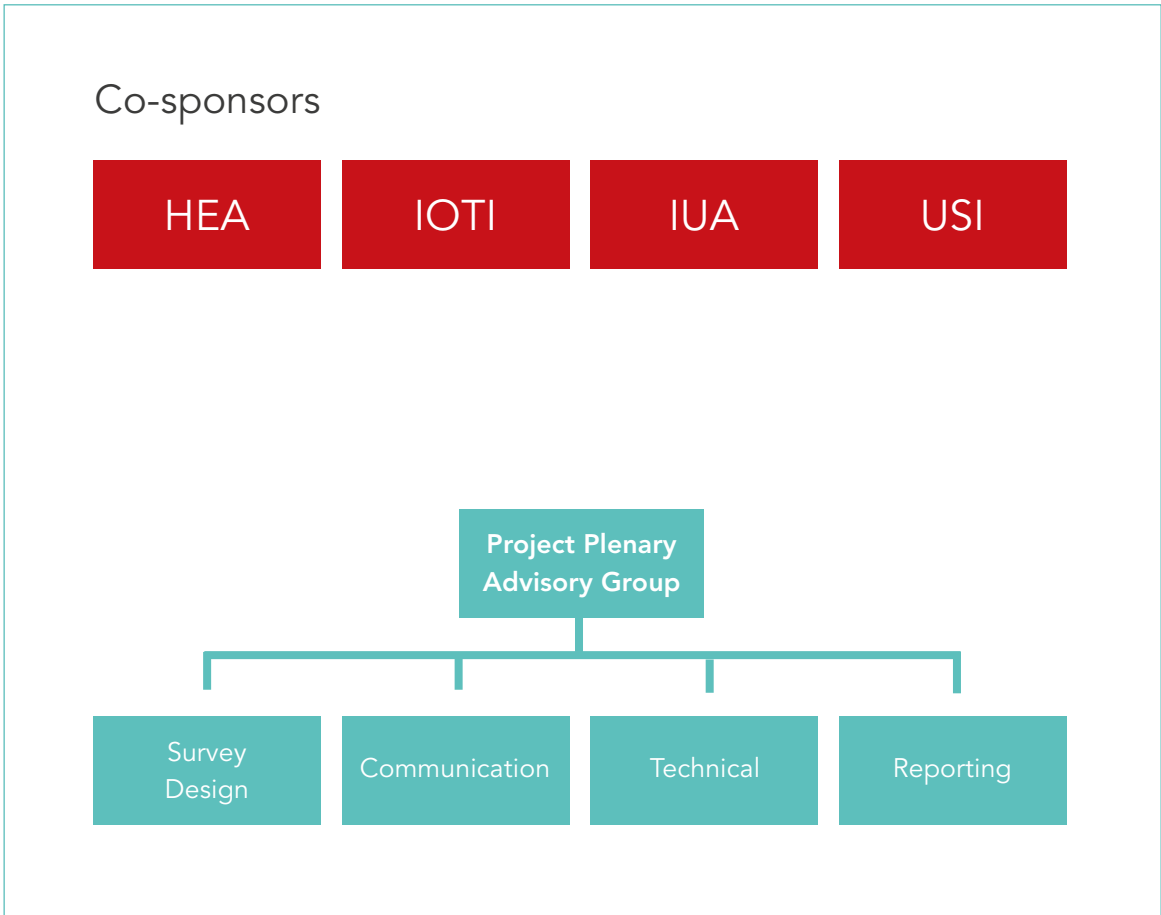 Co-sponsors
HEA
IOTI
IUA
USI
Project Plenary
Advisory Group
Survey
Design
Communication
Technical
Reporting